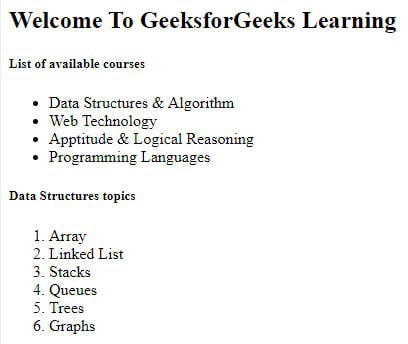 Welcome To GeeksforGeeks Learning
List of available courses
• Data Structures & Algorithm
• Web Technology
• Apptitude & Logical Reasoning
• Programming Languages
Data Structures topics
1. Array
2. Linked List
3. Stacks
4. Queues
5. Trees
6. Graphs